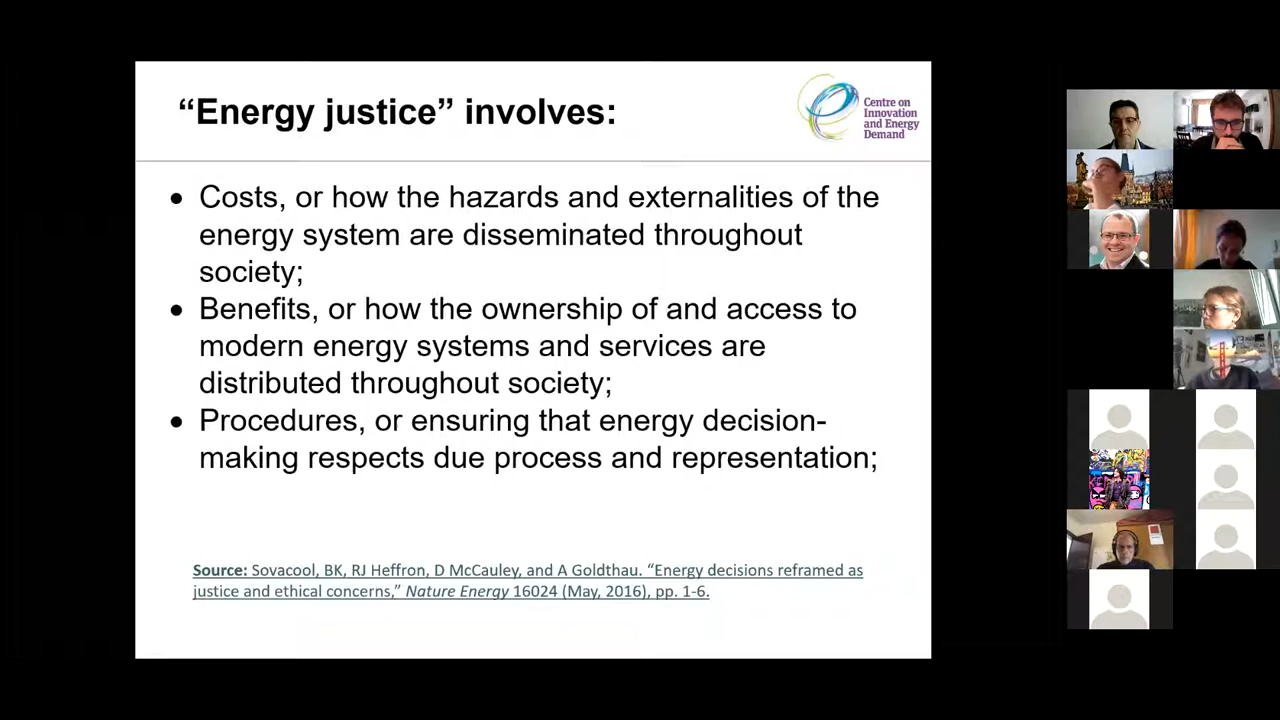 “Energy justice” involves:
Centre on
Innovation
and Energy
Demand
• Costs, or how the hazards and externalities of the
energy system are disseminated throughout
society;
• Benefits, or how the ownership of and access to
modern energy systems and services are
distributed throughout society;
• Procedures, or ensuring that energy decision-
making respects due process and representation;
Source: Sovacool, BK, RJ Heffron, D McCauley, and A Goldthau. “Energy decisions reframed as
justice and ethical concerns,” Nature Energy 16024 (May, 2016), pp. 1-6.